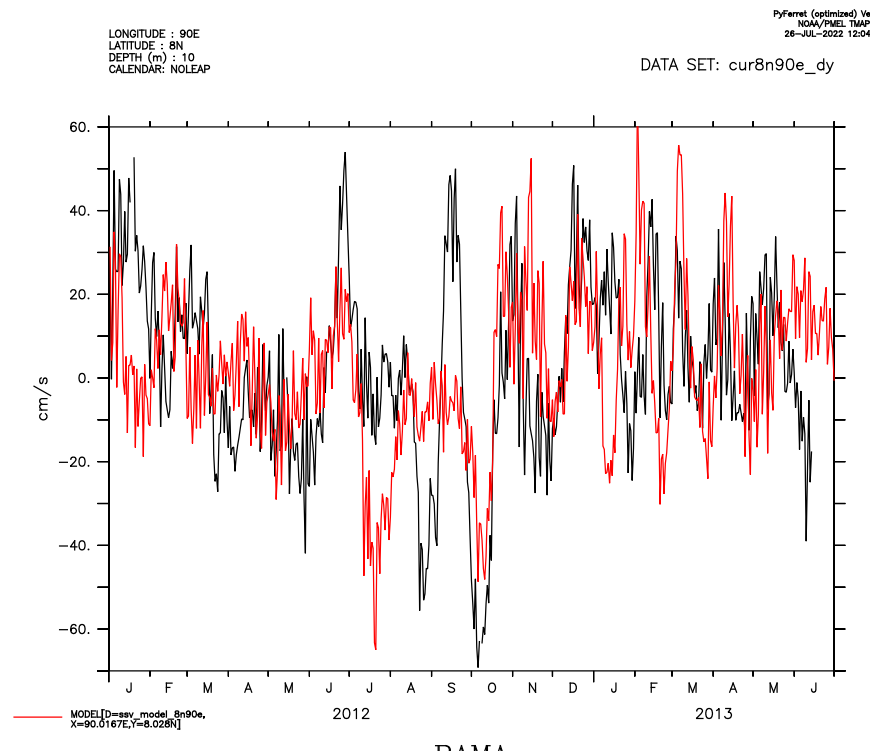 PyFerret (optimized) Ve
NOAA/PMEL TMAP
26-JUL-2022 12:04
LONGITUDE : 90E
LATITUDE : 8N
DEPTH (m) : 10
CALENDAR: NOLEAP
DATA SET: cur8n90e_dy
60.
40.
20.
0.
-20.
-40.
-60.
cm/s
J F M A M J J A S O N D J F M A M J
2012 2013
MODEL[D=ssv_model_8n90e,
X=90.0167E,Y=8.028N]